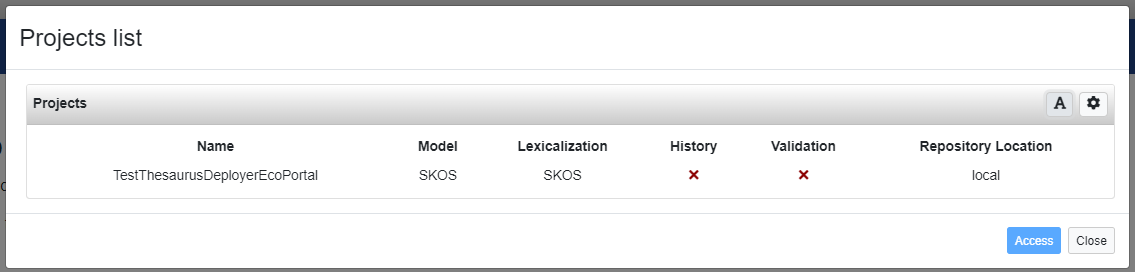 Projects list
Projects A
Name Model Lexicalization History Validation Repository Location
TestThesaurusDeployerEcoPortal SKOS SKOS local
Access Close